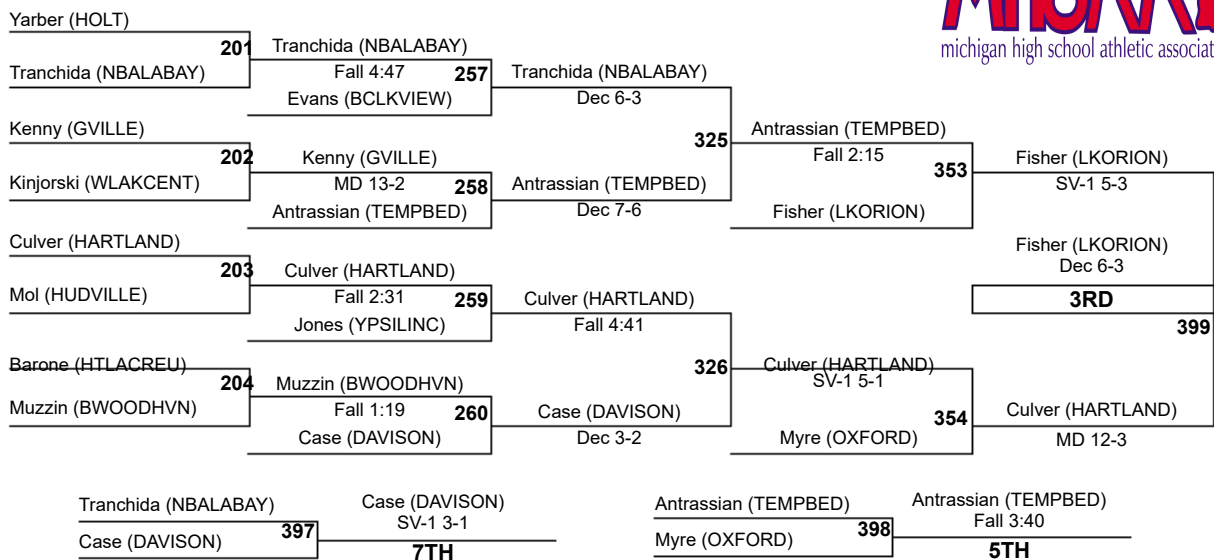 Yarber (HOLT)
201
Tranchida (NBALABAY)
Tranchida (NBALABAY)
Fall 4:47
257
Evans (BCLKVIEW)
Tranchida (NBALABAY)
Dec 6-3
Kenny (GVILLE)
202
Kinjorski (WLAKCENT)
Kenny (GVILLE)
MD 13-2
258
Antrassian (TEMPBED)
Antrassian (TEMPBED)
Dec 7-6
325
Antrassian (TEMPBED)
Fall 2:15
353
Fisher (LKORION)
Fisher (LKORION)
SV-1 5-3
Culver (HARTLAND)
203
Mol (HUDVILLE)
Culver (HARTLAND)
Fall 2:31
259
Jones (YPSILINC)
Culver (HARTLAND)
Fall 4:41
Barone (HTLACREU)
204
Muzzin (BWOODHVN)
Muzzin (BWOODHVN)
Fall 1:19
260
Case (DAVISON)
Case (DAVISON)
Dec 3-2
326
Culver (HARTLAND)
SV-1 5-1
354
Myre (OXFORD)
Culver (HARTLAND)
MD 12-3
Fisher (LKORION)
Dec 6-3
3RD
399
Tranchida (NBALABAY)
397
Case (DAVISON)
Case (DAVISON)
SV-1 3-1
7TH
Antrassian (TEMPBED)
398
Myre (OXFORD)
Antrassian (TEMPBED)
Fall 3:40
5TH
michigan high school athletic associat